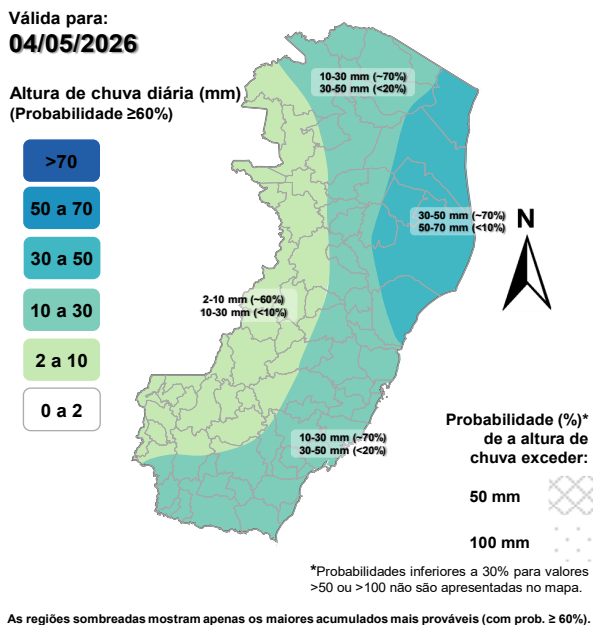 Válida para:
04/05/2026
Altura de chuva diária (mm)
(Probabilidade ≥60%)
>70
50 a 70
30 a 50
10 a 30
2 a 10
0 a 2
10-30 mm (~70%)
30-50 mm (<20%)
30-50 mm (~70%)
50-70 mm (<10%)
N
2-10 mm (~60%)
10-30 mm (<10%)
10-30 mm (~70%)
30-50 mm (<20%)
Probabilidade (%)*
de a altura de
chuva exceder:
50 mm
100 mm
*Probabilidades inferiores a 30% para valores
>50 ou >100 não são apresentadas no mapa.
As regiões sombreadas mostram apenas os maiores acumulados mais prováveis (com prob. ≥ 60%).